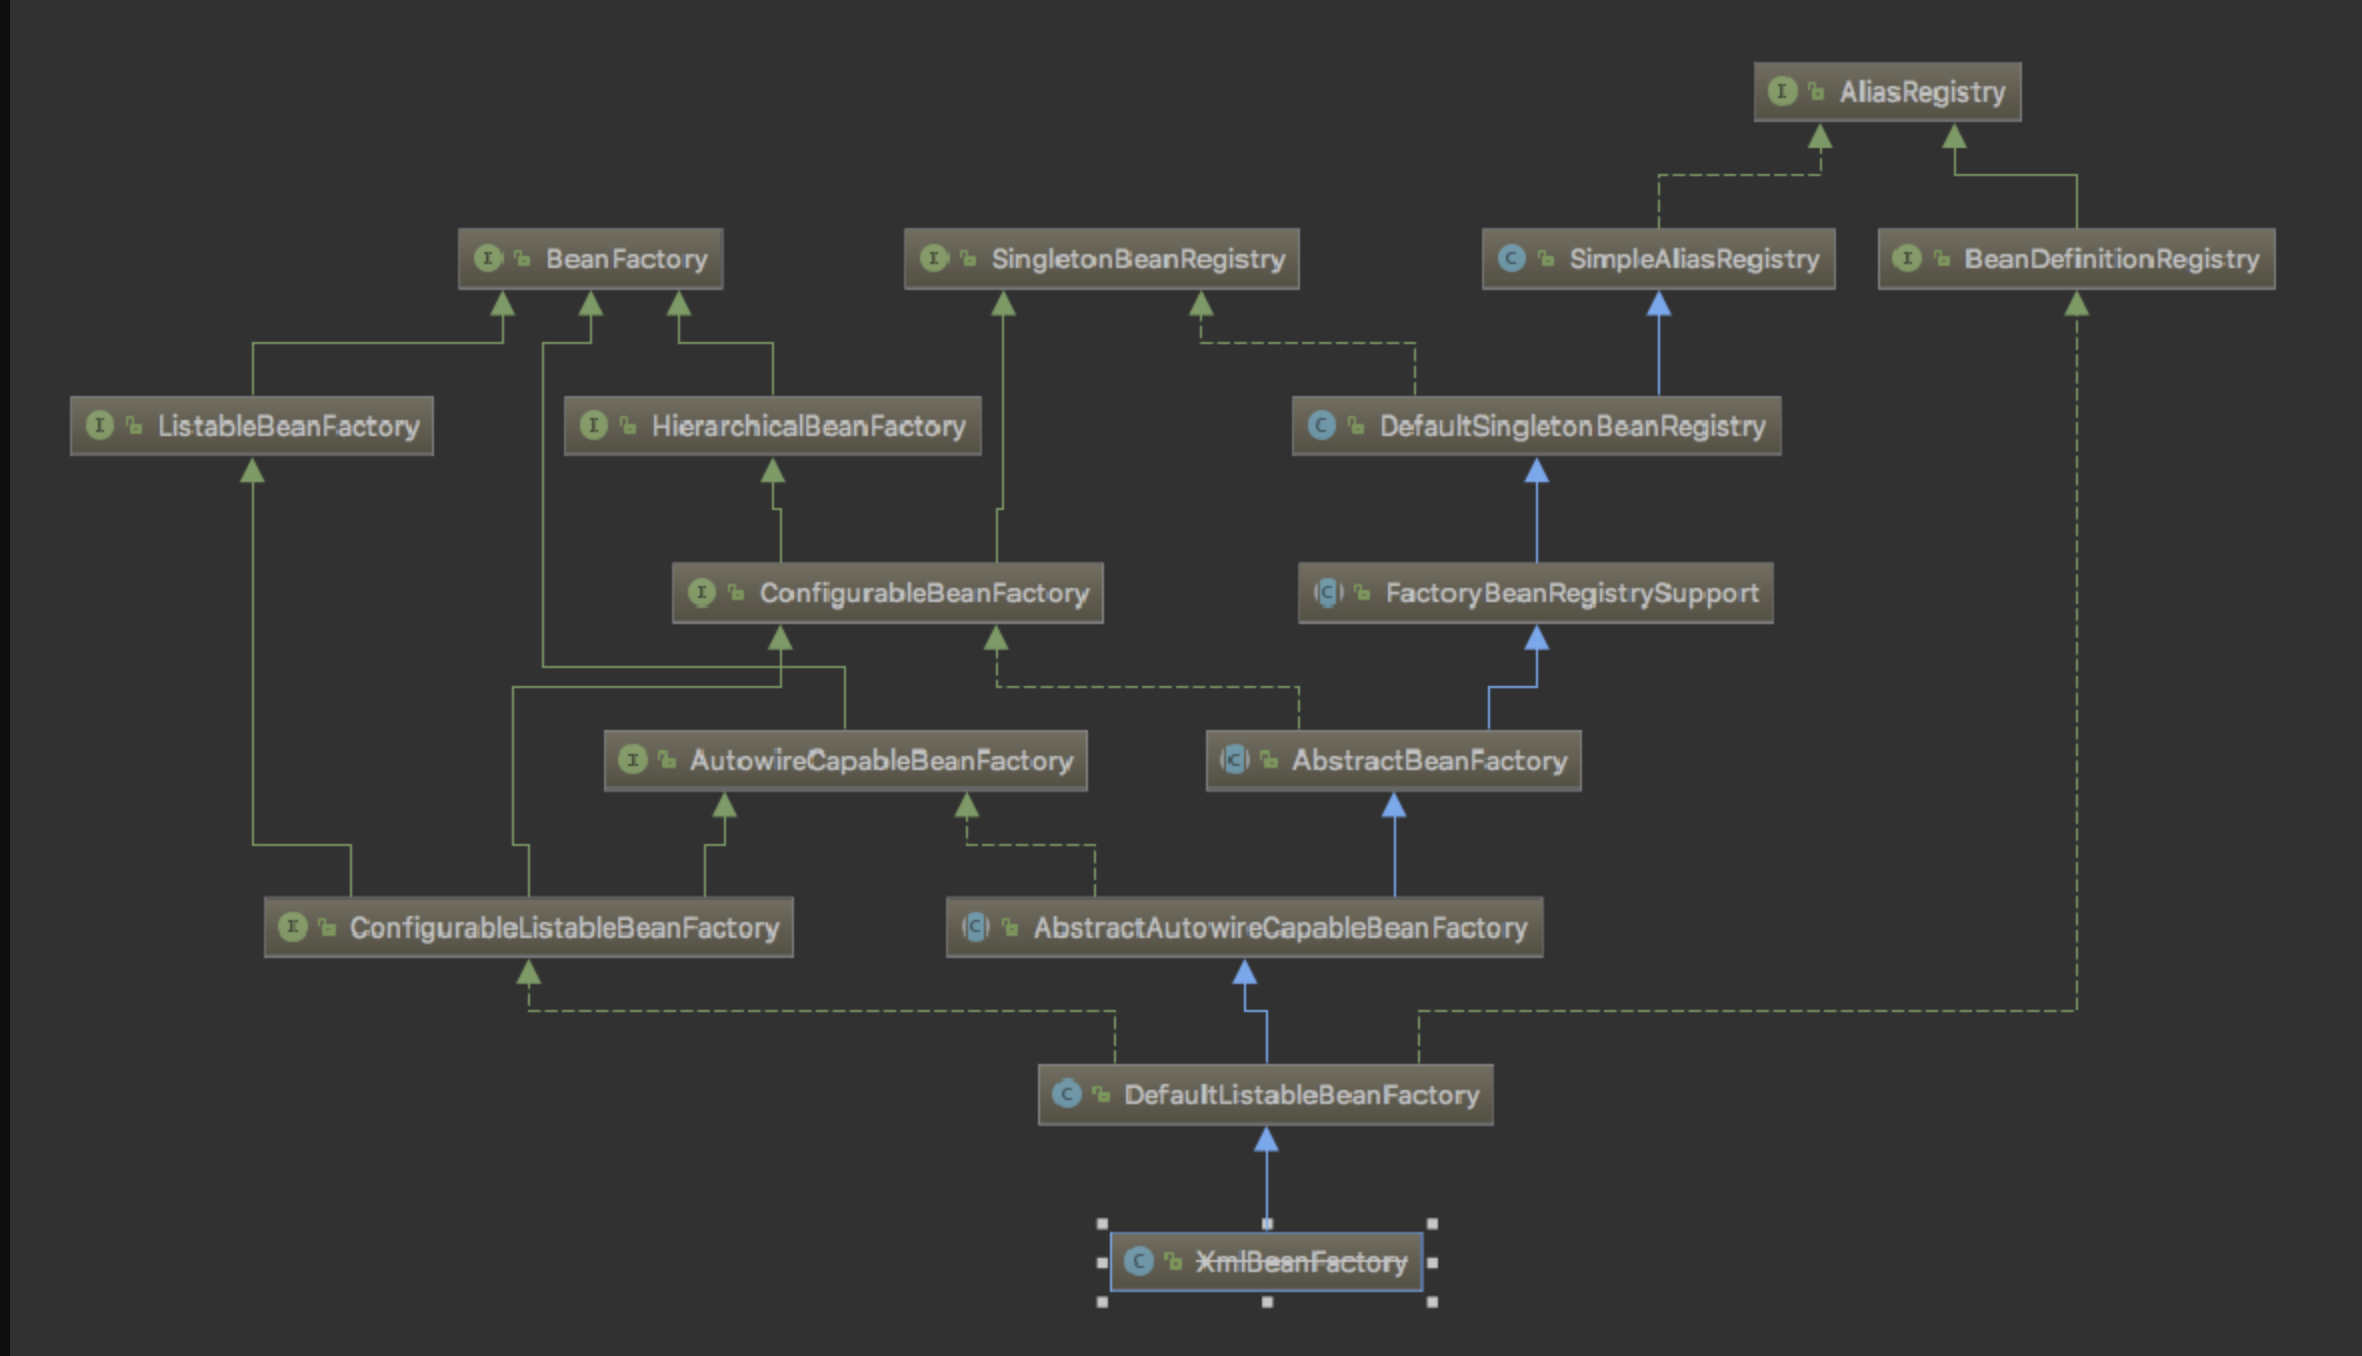 AliasRegistry
BeanFactory
SingletonBeanRegistry
SimpleAliasRegistry
BeanDefinitionRegistry
ListableBeanFactory
HierarchicalBeanFactory
DefaultSingletonBeanRegistry
ConfigurableBeanFactory
FactoryBeanRegistrySupport
AutowireCapableBeanFactory
AbstractBeanFactory
ConfigurableListableBeanFactory
AbstractAutowireCapableBeanFactory
DefaultListableBeanFactory
XmlBeanFactory